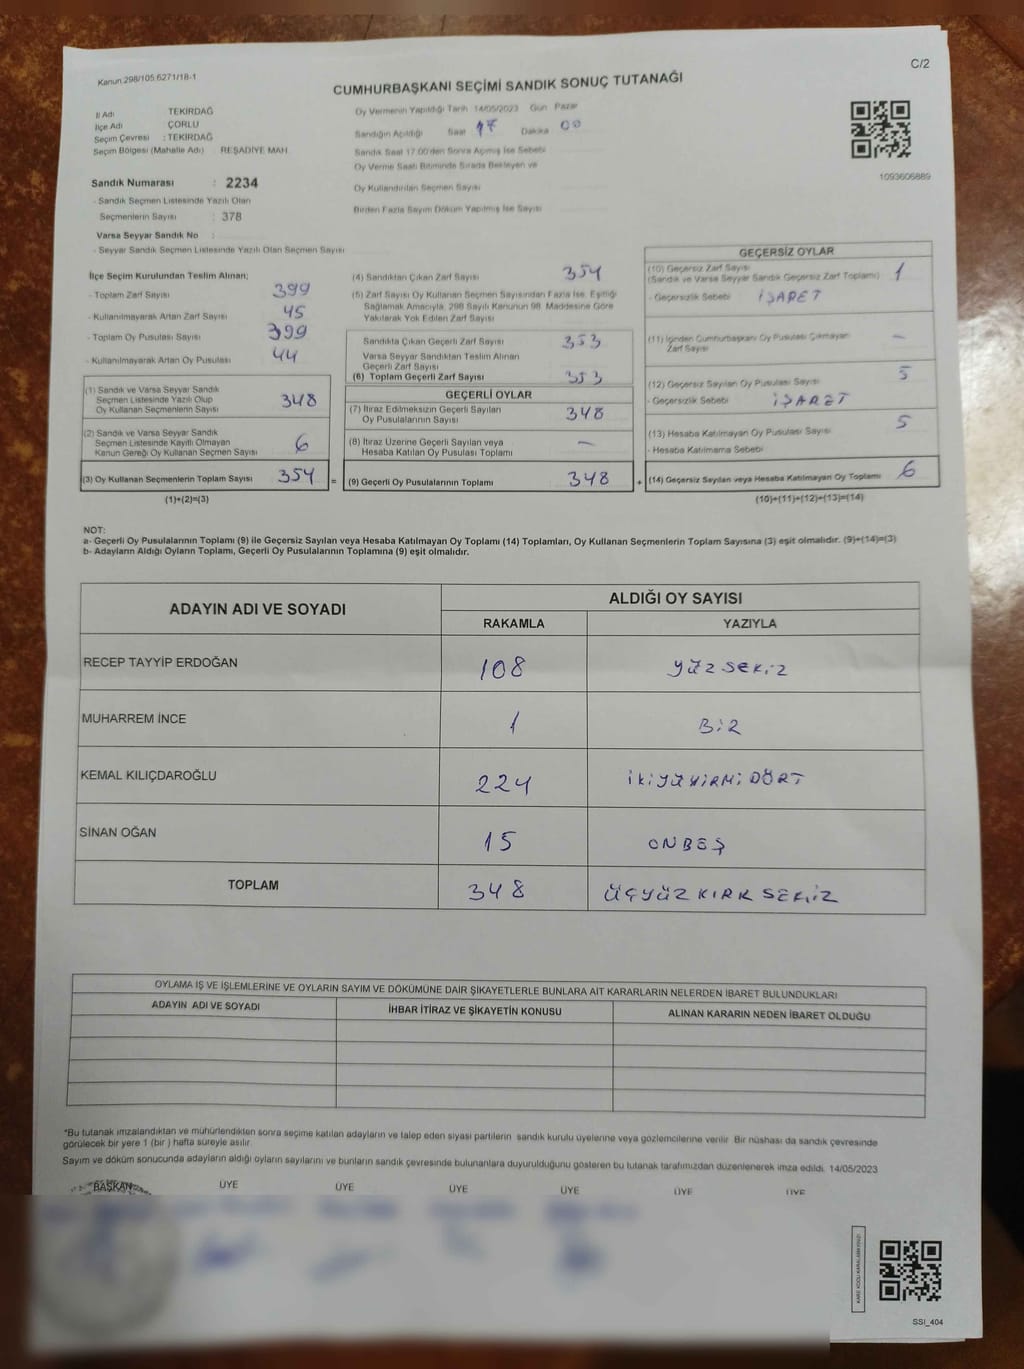 Kanun 298/105 6271/18-1
C/2
CUMHURBAŞKANI SEÇİMİ SANDIK SONUÇ TUTANAĞI
İl Adı TEKİRDAĞ
İlçe Adı ÇORLU
Seçim Çevresi : TEKİRDAĞ
Seçim Bölgesi (Mahalle Adı) REŞADİYE MAH.
Oy Vermenin Yapıldığı Tarih 14/05/2023 Gün Pazar
Sandığın Açıldığı Saat 17 Dakika 00
Sandık Saat 17.00'den Sonra Açmış İse Sebebi
Oy Verme Saati Bitiminde Sırada Bekleyen ve
Oy Kullandırılan Seçmen Sayısı
Birden Fazla Sayım Döküm Yapılmış İse Sayısı
1093606889
Sandık Numarası : 2234
- Sandık Seçmen Listesinde Yazılı Olan
Seçmenlerin Sayısı : 378
Varsa Seyyar Sandık No :
- Seyyar Sandık Seçmen Listesinde Yazılı Olan Seçmen Sayısı
İlçe Seçim Kurulundan Teslim Alınan;
- Toplam Zarf Sayısı 399
- Kullanılmayarak Artan Zarf Sayısı 45
- Toplam Oy Pusulası Sayısı 399
- Kullanılmayarak Artan Oy Pusulası 44
(1) Sandık ve Varsa Seyyar Sandık
Seçmen Listesinde Yazılı Olup
Oy Kullanan Seçmenlerin Sayısı 348
(2) Sandık ve Varsa Seyyar Sandık
Seçmen Listesinde Kayıtlı Olmayan
Kanun Gereği Oy Kullanan Seçmen Sayısı 6
(3) Oy Kullanan Seçmenlerin Toplam Sayısı 354 =
(1)+(2)=(3)
(4) Sandıktan Çıkan Zarf Sayısı 354
(5) Zarf Sayısı Oy Kullanan Seçmen Sayısından Fazla İse, Eşitliği
Sağlamak Amacıyla, 298 Sayılı Kanunun 98. Maddesine Göre
Yakılarak Yok Edilen Zarf Sayısı
Sandıkta Çıkan Geçerli Zarf Sayısı 353
Varsa Seyyar Sandıktan Teslim Alınan
Geçerli Zarf Sayısı
(6) Toplam Geçerli Zarf Sayısı 353
GEÇERLİ OYLAR
(7) İtiraz Edilmeksizin Geçerli Sayılan
Oy Pusulalarının Sayısı 348
(8) İtiraz Üzerine Geçerli Sayılan veya
Hesaba Katılan Oy Pusulası Toplamı –
(9) Geçerli Oy Pusulalarının Toplamı 348 +
GEÇERSİZ OYLAR
(10) Geçersiz Zarf Sayısı
(Sandık ve Varsa Seyyar Sandık Geçersiz Zarf Toplamı) 1
- Geçersizlik Sebebi İŞARET
(11) İçinden Cumhurbaşkanı Oy Pusulası Çıkmayan
Zarf Sayısı –
(12) Geçersiz Sayılan Oy Pusulası Sayısı 5
- Geçersizlik Sebebi İŞARET
(13) Hesaba Katılmayan Oy Pusulası Sayısı 5
- Hesaba Katılmama Sebebi
(14) Geçersiz Sayılan veya Hesaba Katılmayan Oy Toplamı 6
(10)+(11)+(12)+(13)=(14)
NOT:
a- Geçerli Oy Pusulalarının Toplamı (9) ile Geçersiz Sayılan veya Hesaba Katılmayan Oy Toplamı (14) Toplamları, Oy Kullanan Seçmenlerin Toplam Sayısına (3) eşit olmalıdır. (9)+(14)=(3)
b- Adayların Aldığı Oyların Toplamı, Geçerli Oy Pusulalarının Toplamına (9) eşit olmalıdır.
ADAYIN ADI VE SOYADI ALDIĞI OY SAYISI
RAKAMLA YAZIYLA
RECEP TAYYİP ERDOĞAN 108 YÜZSEKİZ
MUHARREM İNCE 1 BİR
KEMAL KILIÇDAROĞLU 224 İKİYÜYİRMİDÖRT
SİNAN OĞAN 15 ONBEŞ
TOPLAM 348 ÜÇYÜZ KIRK SEKİZ
OYLAMA İŞ VE İŞLEMLERİNE VE OYLARIN SAYIM VE DÖKÜMÜNE DAİR ŞİKAYETLERLE BUNLARA AİT KARARLARIN NELERDEN İBARET BULUNDUKLARI
ADAYIN ADI VE SOYADI İHBAR İTİRAZ VE ŞİKAYETİN KONUSU ALINAN KARARIN NEDEN İBARET OLDUĞU
*Bu tutanak imzalandıktan ve mühürlendikten sonra seçime katılan adayların ve talep eden siyasi partilerin sandık kurulu üyelerine veya gözlemcilerine verilir. Bir nüshası da sandık çevresinde
görülecek bir yere 1 (bir ) hafta süreyle asılır.
Sayım ve döküm sonucunda adayların aldığı oyların sayılarını ve bunların sandık çevresinde bulunanlara duyurulduğunu gösteren bu tutanak tarafımızdan düzenlenerek imza edildi. 14/05/2023
BAŞKAN ÜYE ÜYE ÜYE ÜYE ÜYE ÜYE
SSI_404